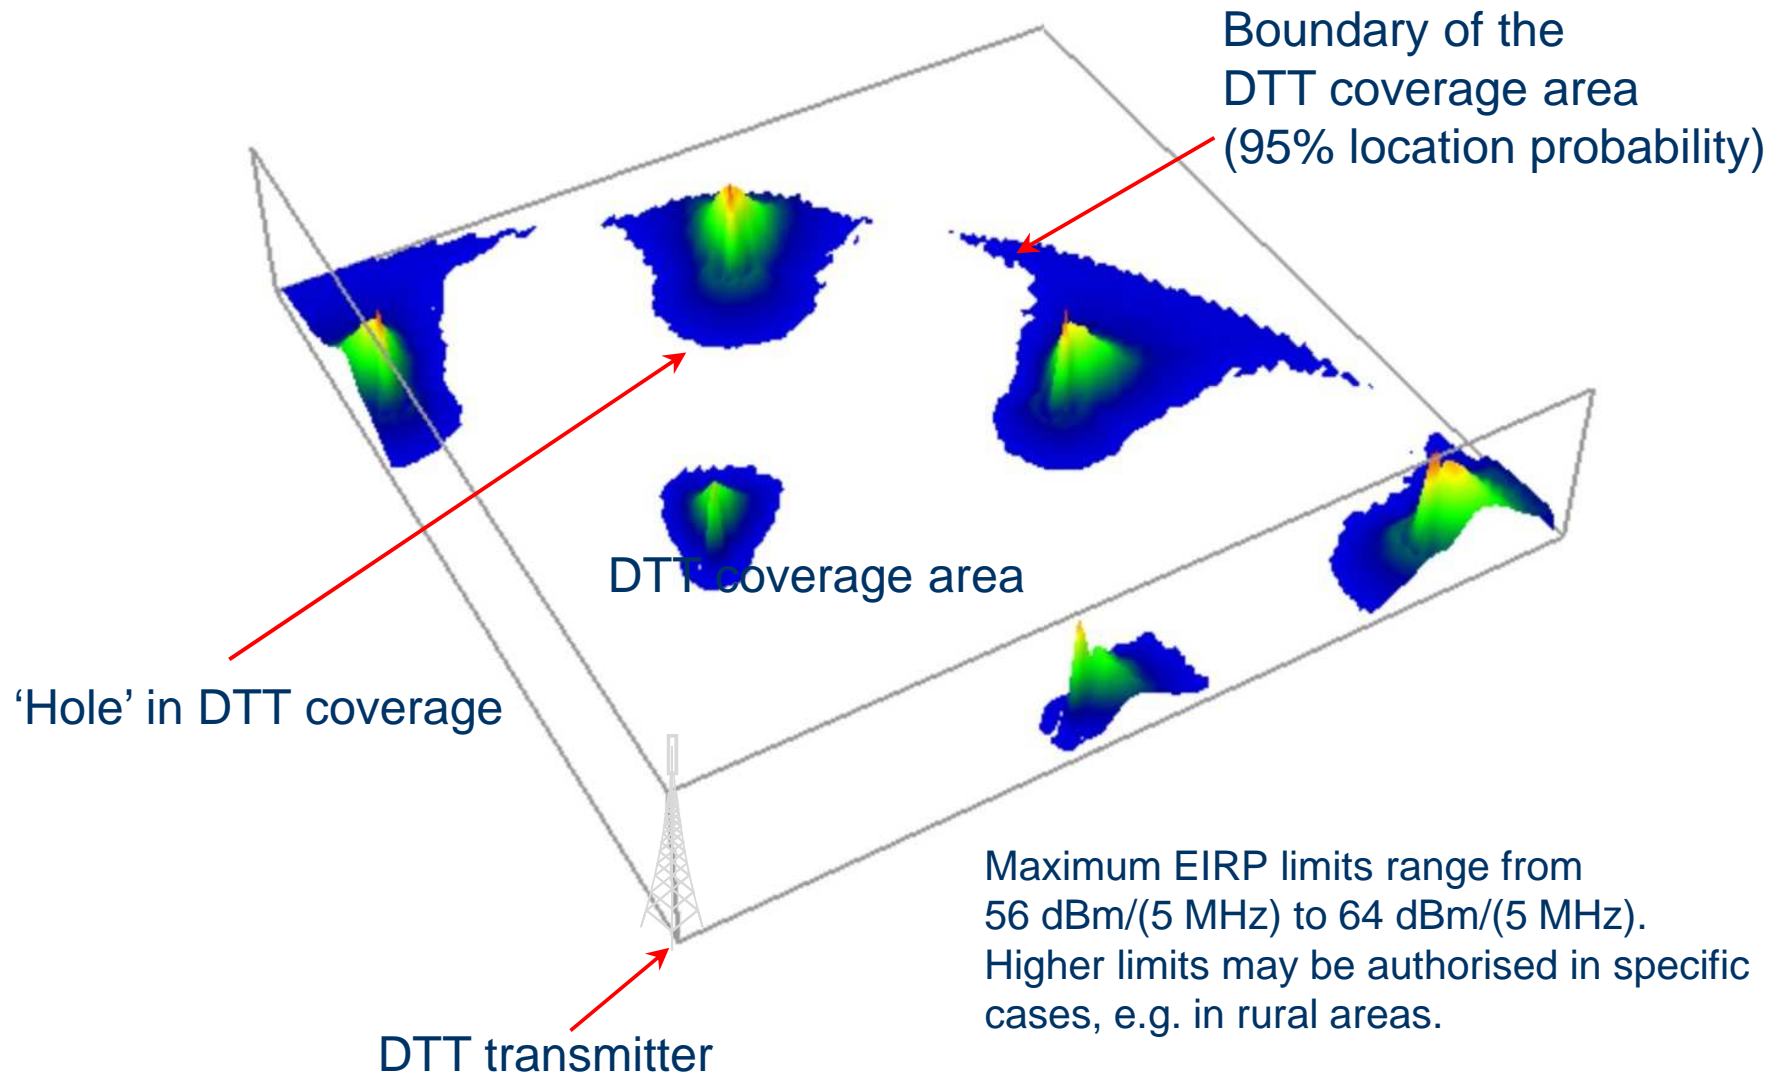 Boundary of the
DTT coverage area
(95% location probability)
DTT coverage area
‘Hole’ in DTT coverage
Maximum EIRP limits range from
56 dBm/(5 MHz) to 64 dBm/(5 MHz).
Higher limits may be authorised in specific
cases, e.g. in rural areas.
DTT transmitter